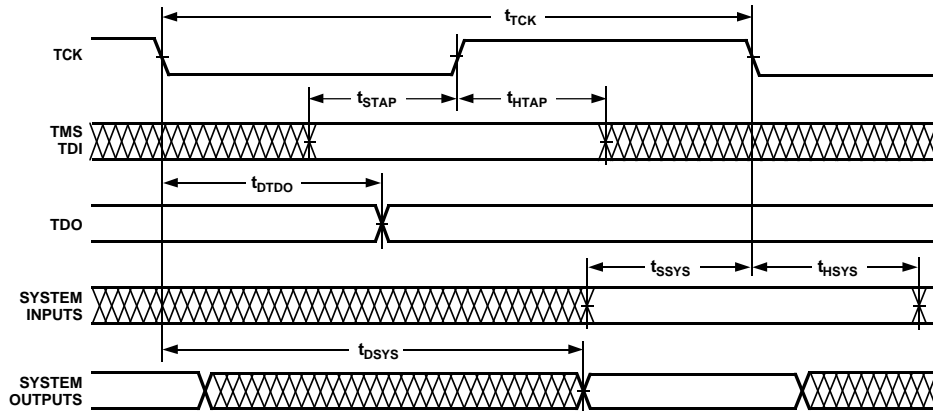 tTCK
TCK
tSTAP
tHTAP
TMS
TDI
tDTDO
TDO
tSSYS
tHSYS
SYSTEM
INPUTS
tDSYS
SYSTEM
OUTPUTS